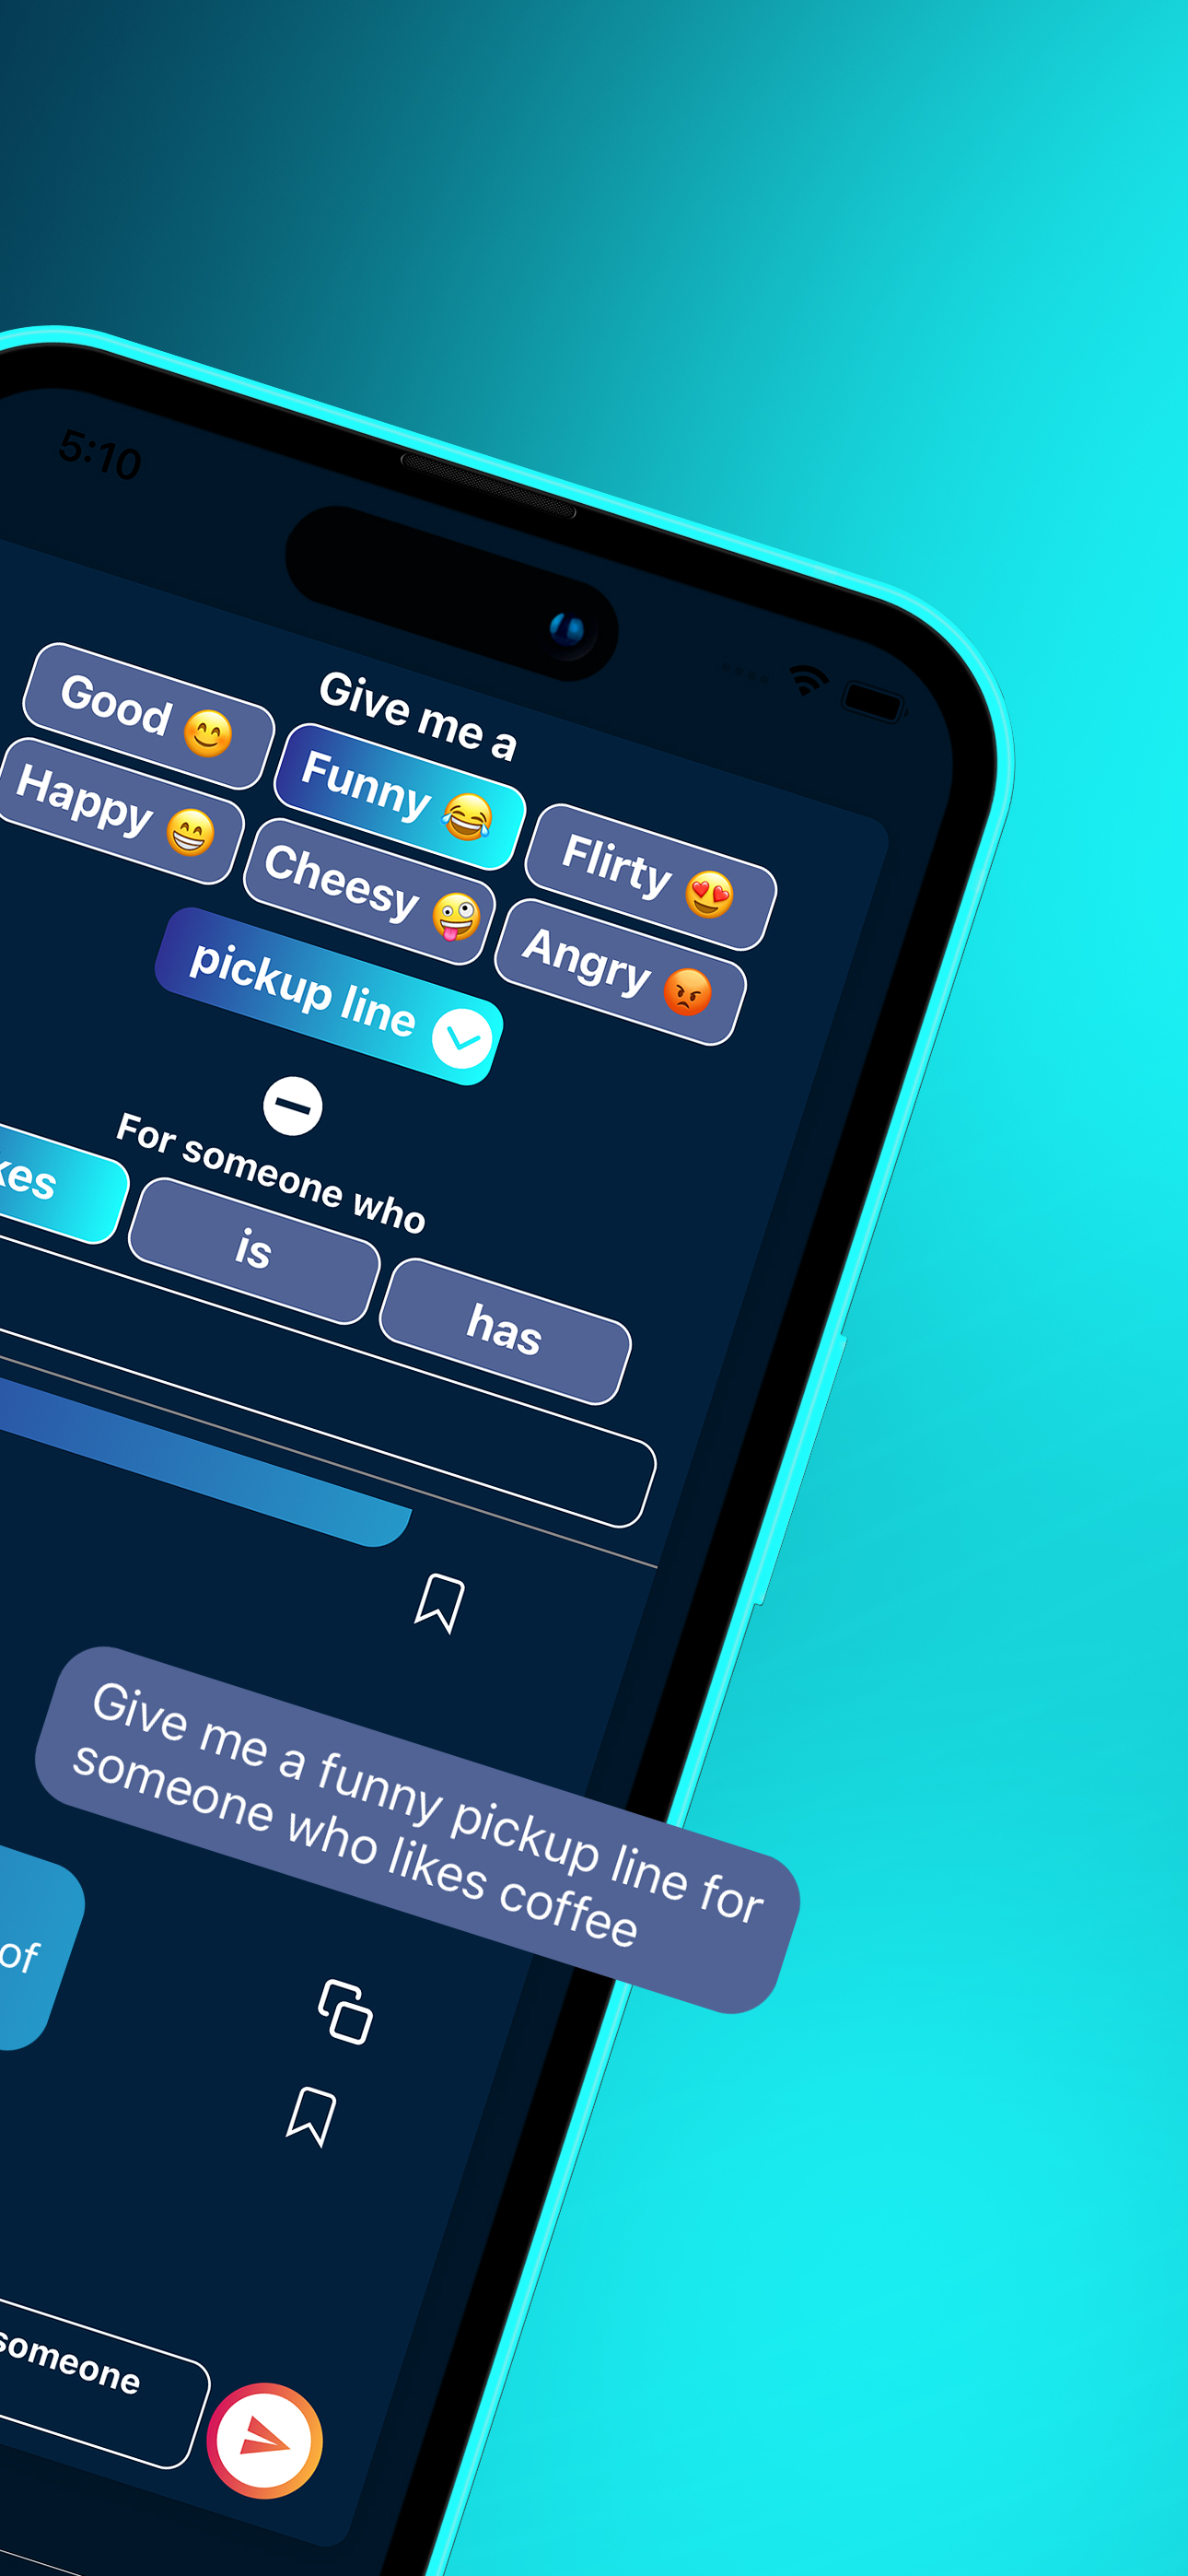 5:10
Give me a
Good 😊 Funny 😂 Flirty 😍
Happy 😁 Cheesy 🤪 Angry 😡
pickup line
For someone who
kes is has
Give me a funny pickup line for
someone who likes coffee
of
someone